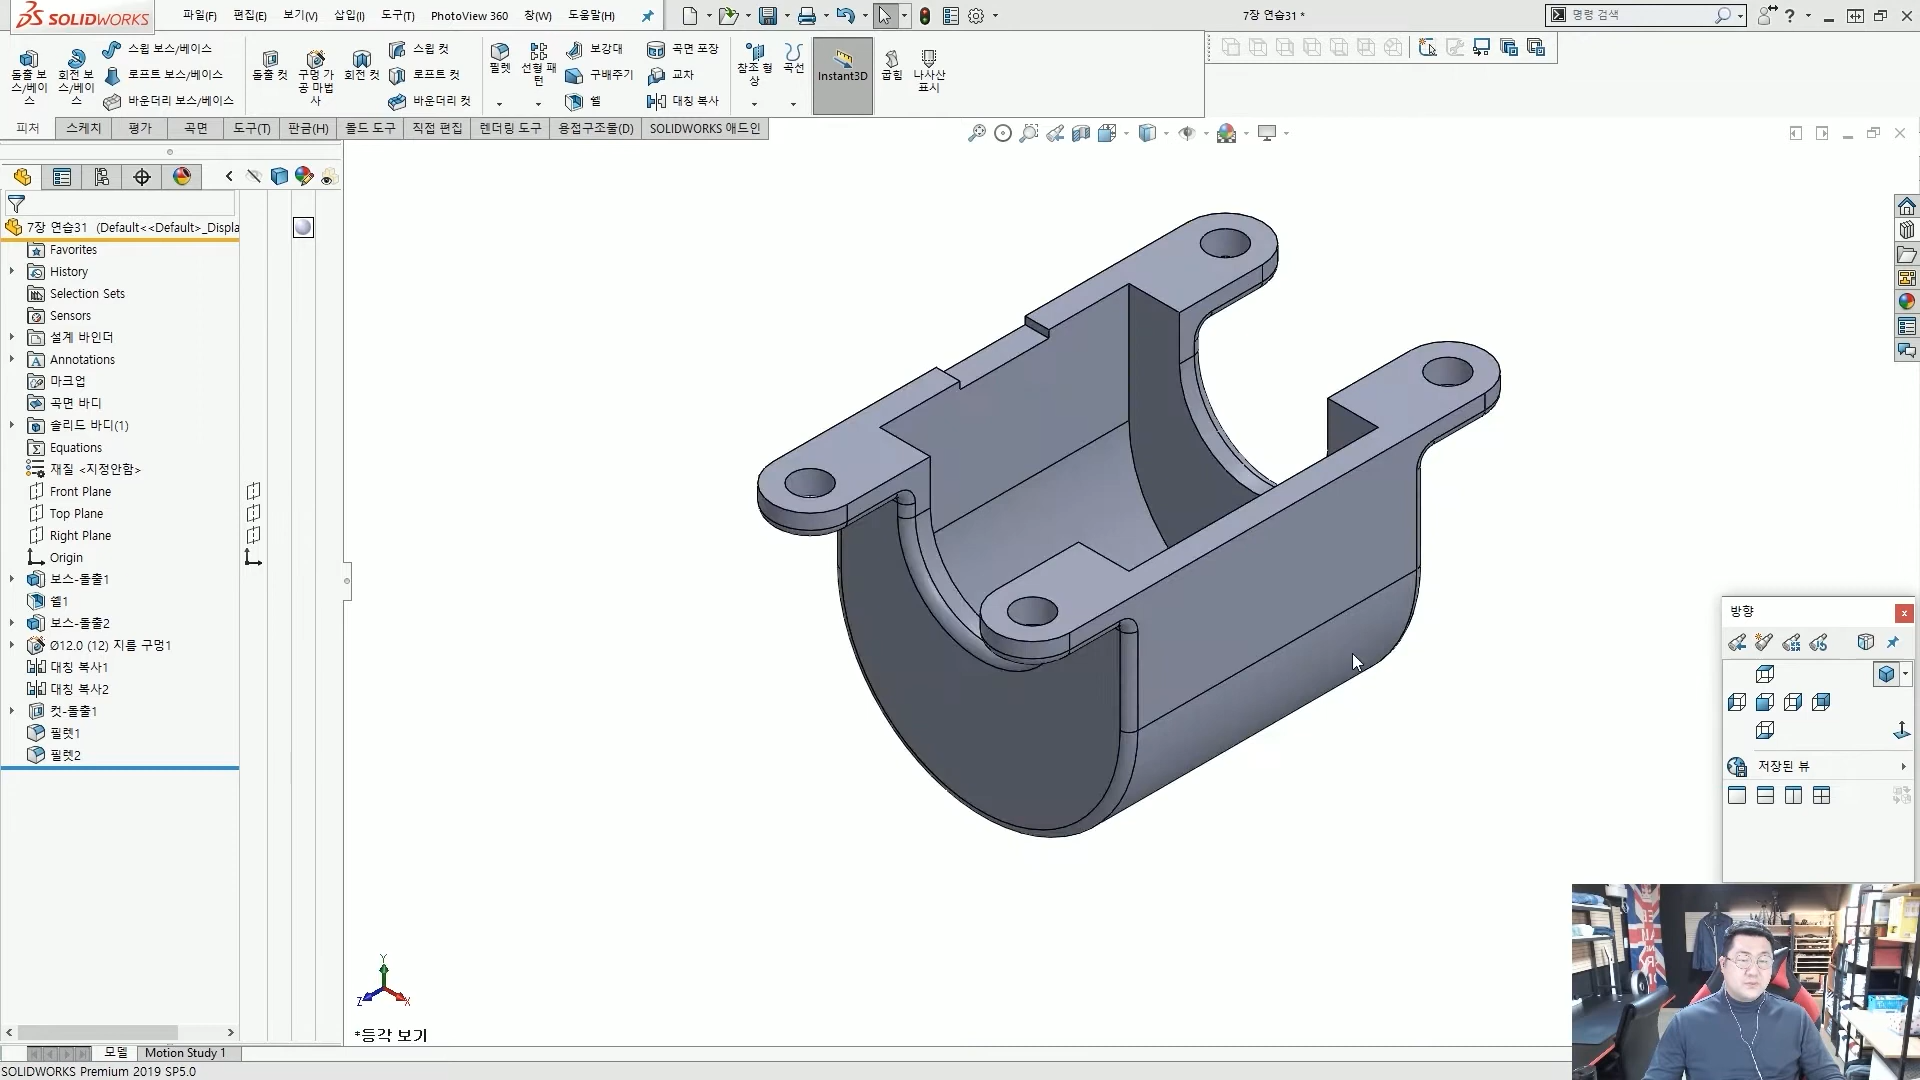 SOLIDWORKS 파일(F) 편집(E) 보기(V) 삽입(I) 도구(T) PhotoView 360 창(W) 도움말(H) 7장 연습31 * 명령 검색
돌출 보스/베이스
회전 보스/베이스
스윕 보스/베이스
로프트 보스/베이스
바운더리 보스/베이스
돌출 컷
구멍 가공 마법사
회전 컷
스윕 컷
로프트 컷
바운더리 컷
필렛
선형 패턴
보강대
구배주기
쉘
곡면 포장
교차
대칭 복사
참조 형상
곡선
Instant3D
굽힘
나사산 표시
피처 스케치 평가 곡면 도구(T) 판금(H) 몰드 도구 직접 편집 렌더링 도구 용접구조물(D) SOLIDWORKS 애드인
7장 연습31 (Default<<Default>_Displa
Favorites
History
Selection Sets
Sensors
설계 바인더
Annotations
마크업
곡면 바디
솔리드 바디(1)
Equations
재질 <지정안함>
Front Plane
Top Plane
Right Plane
Origin
보스-돌출1
쉘1
보스-돌출2
Ø12.0 (12) 지름 구멍1
대칭 복사1
대칭 복사2
컷-돌출1
필렛1
필렛2
방향
저장된 뷰
Y
Z
X
*등각 보기
모델 Motion Study 1
SOLIDWORKS Premium 2019 SP5.0